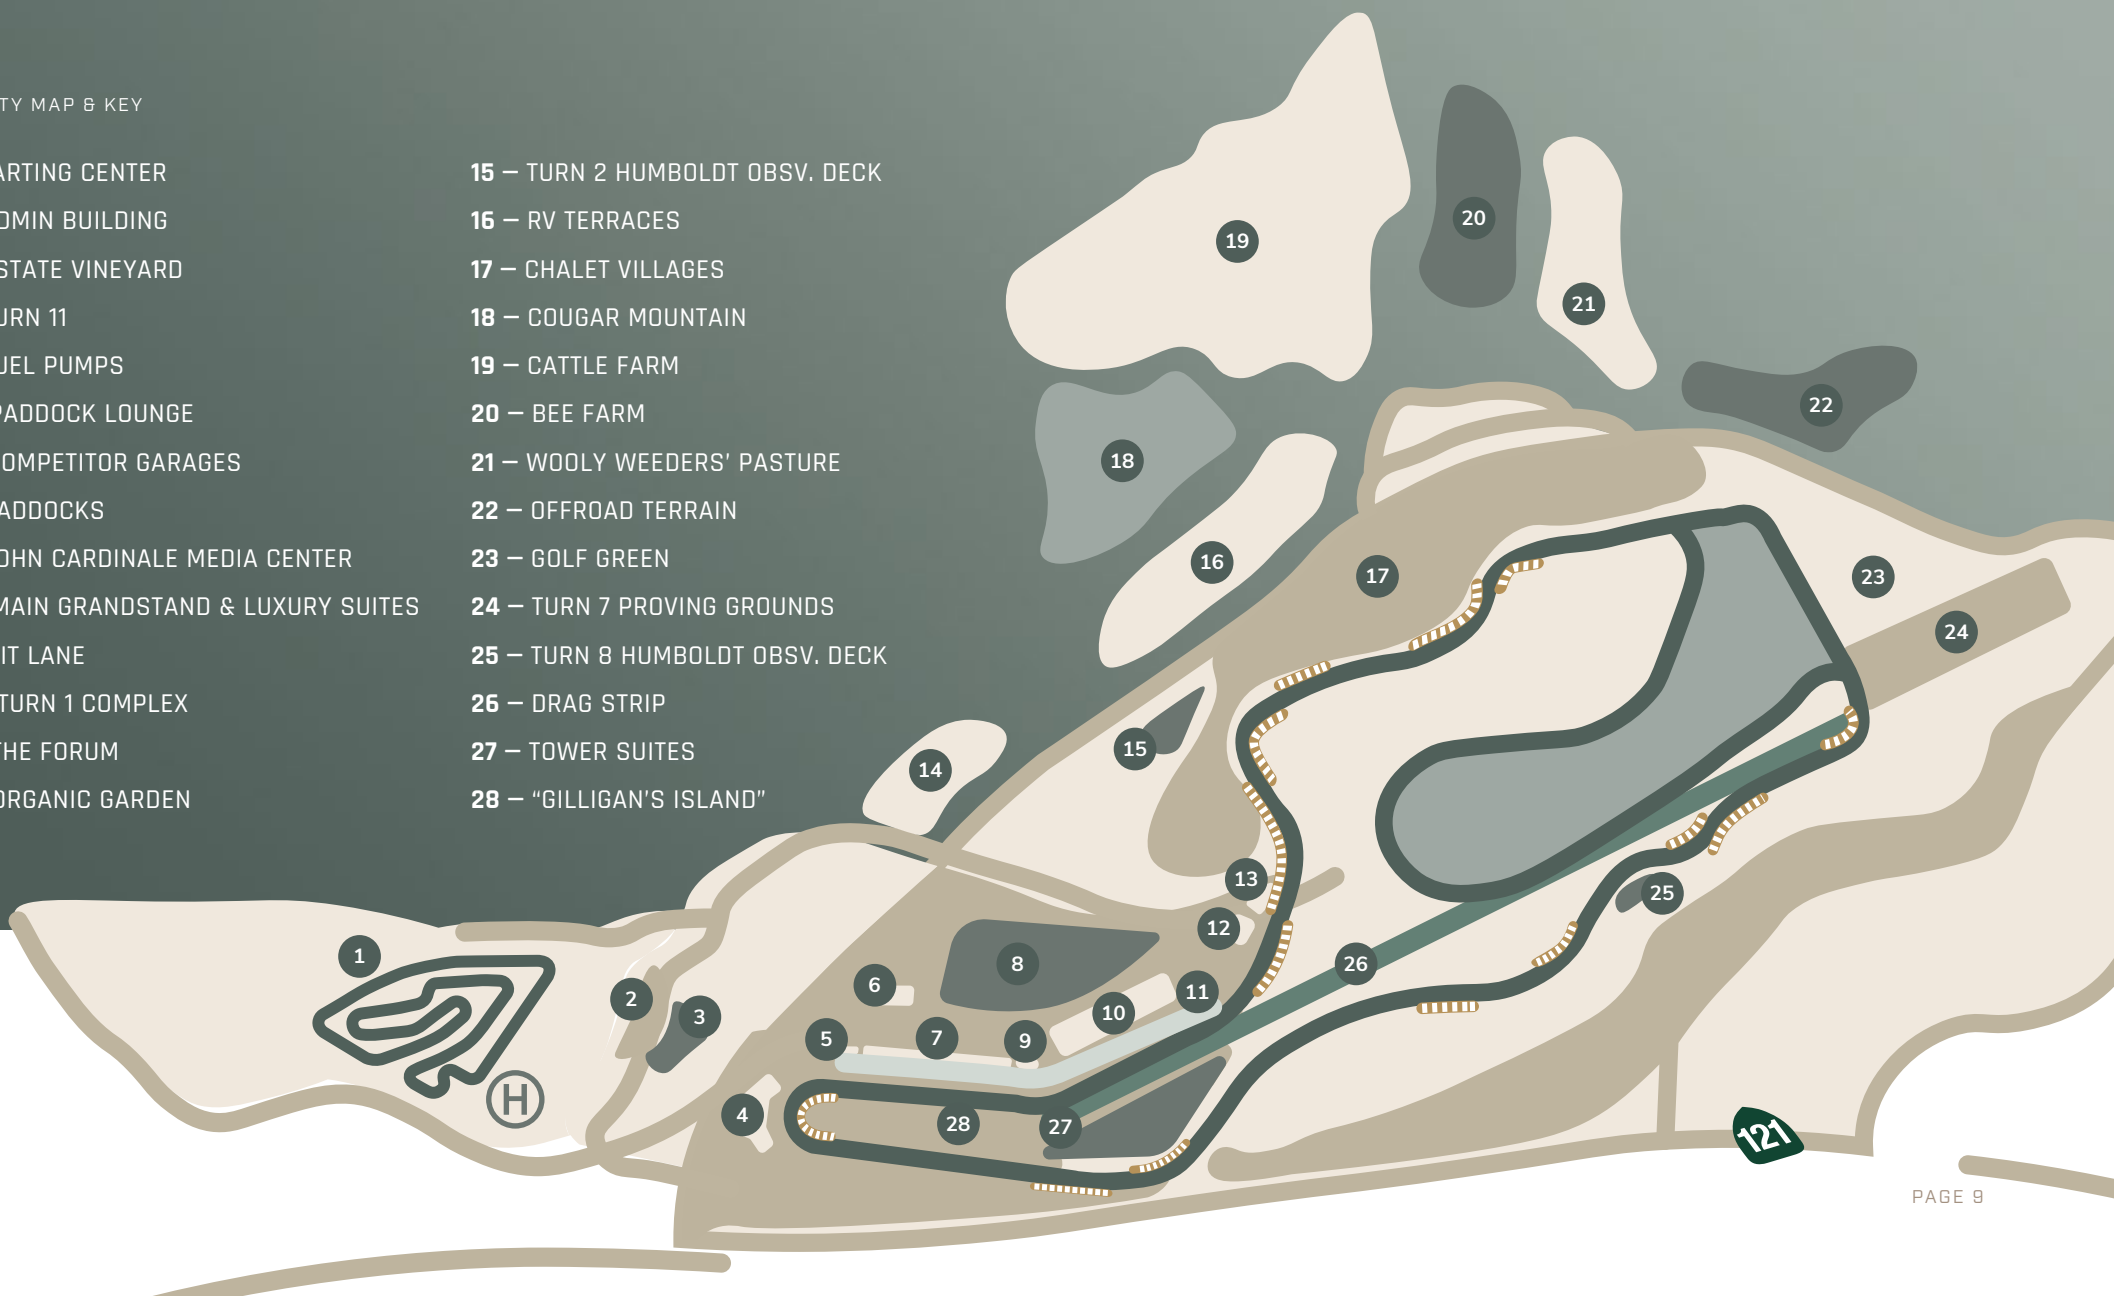 TY MAP & KEY
ARTING CENTER
DMIN BUILDING
STATE VINEYARD
URN 11
UEL PUMPS
PADDOCK LOUNGE
OMPETITOR GARAGES
ADDOCKS
OHN CARDINALE MEDIA CENTER
MAIN GRANDSTAND & LUXURY SUITES
IT LANE
TURN 1 COMPLEX
THE FORUM
ORGANIC GARDEN
15 — TURN 2 HUMBOLDT OBSV. DECK
16 — RV TERRACES
17 — CHALET VILLAGES
18 — COUGAR MOUNTAIN
19 — CATTLE FARM
20 — BEE FARM
21 — WOOLY WEEDERS’ PASTURE
22 — OFFROAD TERRAIN
23 — GOLF GREEN
24 — TURN 7 PROVING GROUNDS
25 — TURN 8 HUMBOLDT OBSV. DECK
26 — DRAG STRIP
27 — TOWER SUITES
28 — “GILLIGAN’S ISLAND”
19
20
21
22
18
16
17
23
24
15
14
13
25
12
1
8
26
6
11
2
3
10
5
7
9
H
4
28
27
121
PAGE 9